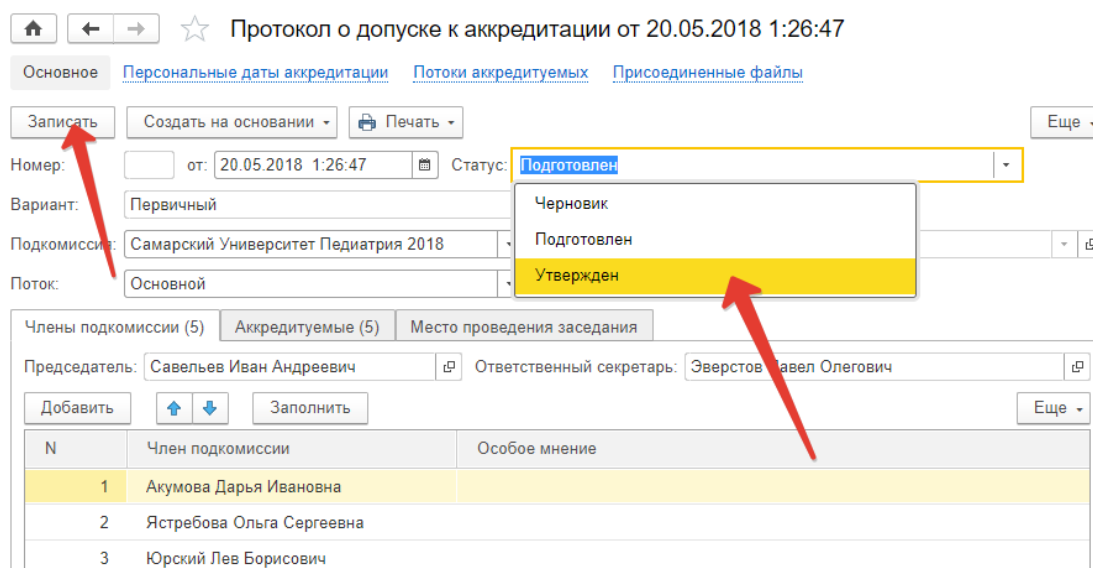 Протокол о допуске к аккредитации от 20.05.2018 1:26:47
Основное Персональные даты аккредитации Потоки аккредитуемых Присоединенные файлы
Записать Создать на основании Печать Еще
Номер: от: 20.05.2018 1:26:47 Статус: Подготовлен
Вариант: Первичный Черновик
Подкомиссия: Самарский Университет Педиатрия 2018 Подготовлен
Поток: Основной Утвержден
Члены подкомиссии (5) Аккредитуемые (5) Место проведения заседания
Председатель: Савельев Иван Андреевич Ответственный секретарь: Эверстов Павел Олегович
Добавить Заполнить Еще
N Член подкомиссии Особое мнение
1 Акумова Дарья Ивановна
2 Ястребова Ольга Сергеевна
3 Юрский Лев Борисович